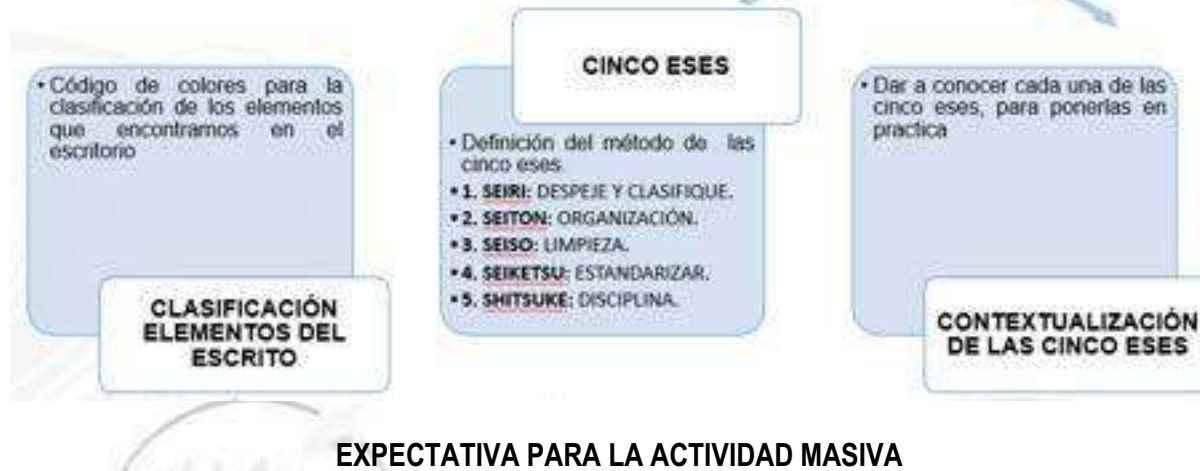 • Código de colores para la
clasificación de los elementos
que encontramos en el
escritorio
CLASIFICACIÓN
ELEMENTOS DEL
ESCRITO
CINCO ESES
• Definición del método de las
cinco eses.
• 1. SEIRI: DESPEJE Y CLASIFIQUE.
• 2. SEITON: ORGANIZACIÓN.
• 3. SEISO: LIMPIEZA.
• 4. SEIKETSU: ESTANDARIZAR.
• 5. SHITSUKE: DISCIPLINA.
• Dar a conocer cada una de las
cinco eses, para ponerlas en
practica
CONTEXTUALIZACIÓN
DE LAS CINCO ESES
EXPECTATIVA PARA LA ACTIVIDAD MASIVA